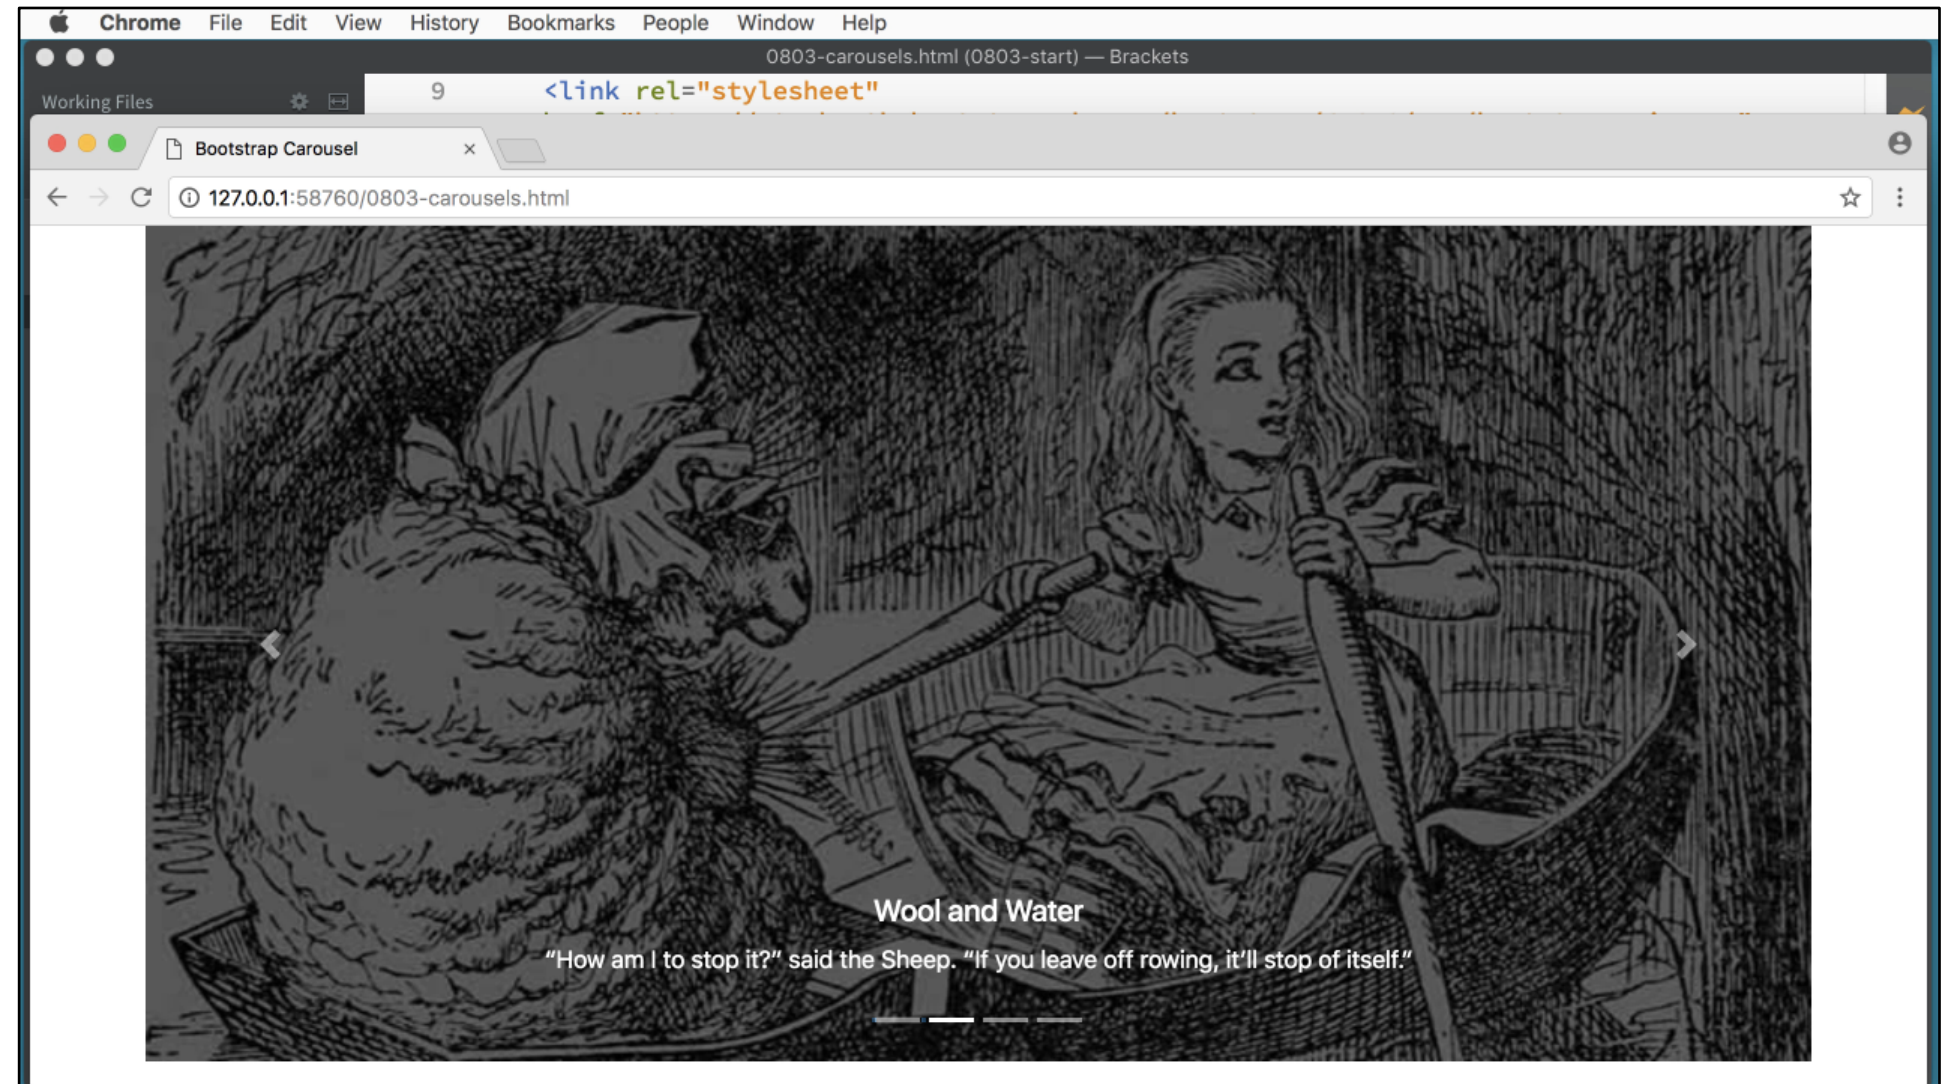 Chrome File Edit View History Bookmarks People Window Help
0803-carousels.html (0803-start) — Brackets
Working Files
9 <link rel="stylesheet"
Bootstrap Carousel
127.0.0.1:58760/0803-carousels.html
Wool and Water
“How am I to stop it?” said the Sheep. “If you leave off rowing, it’ll stop of itself.”